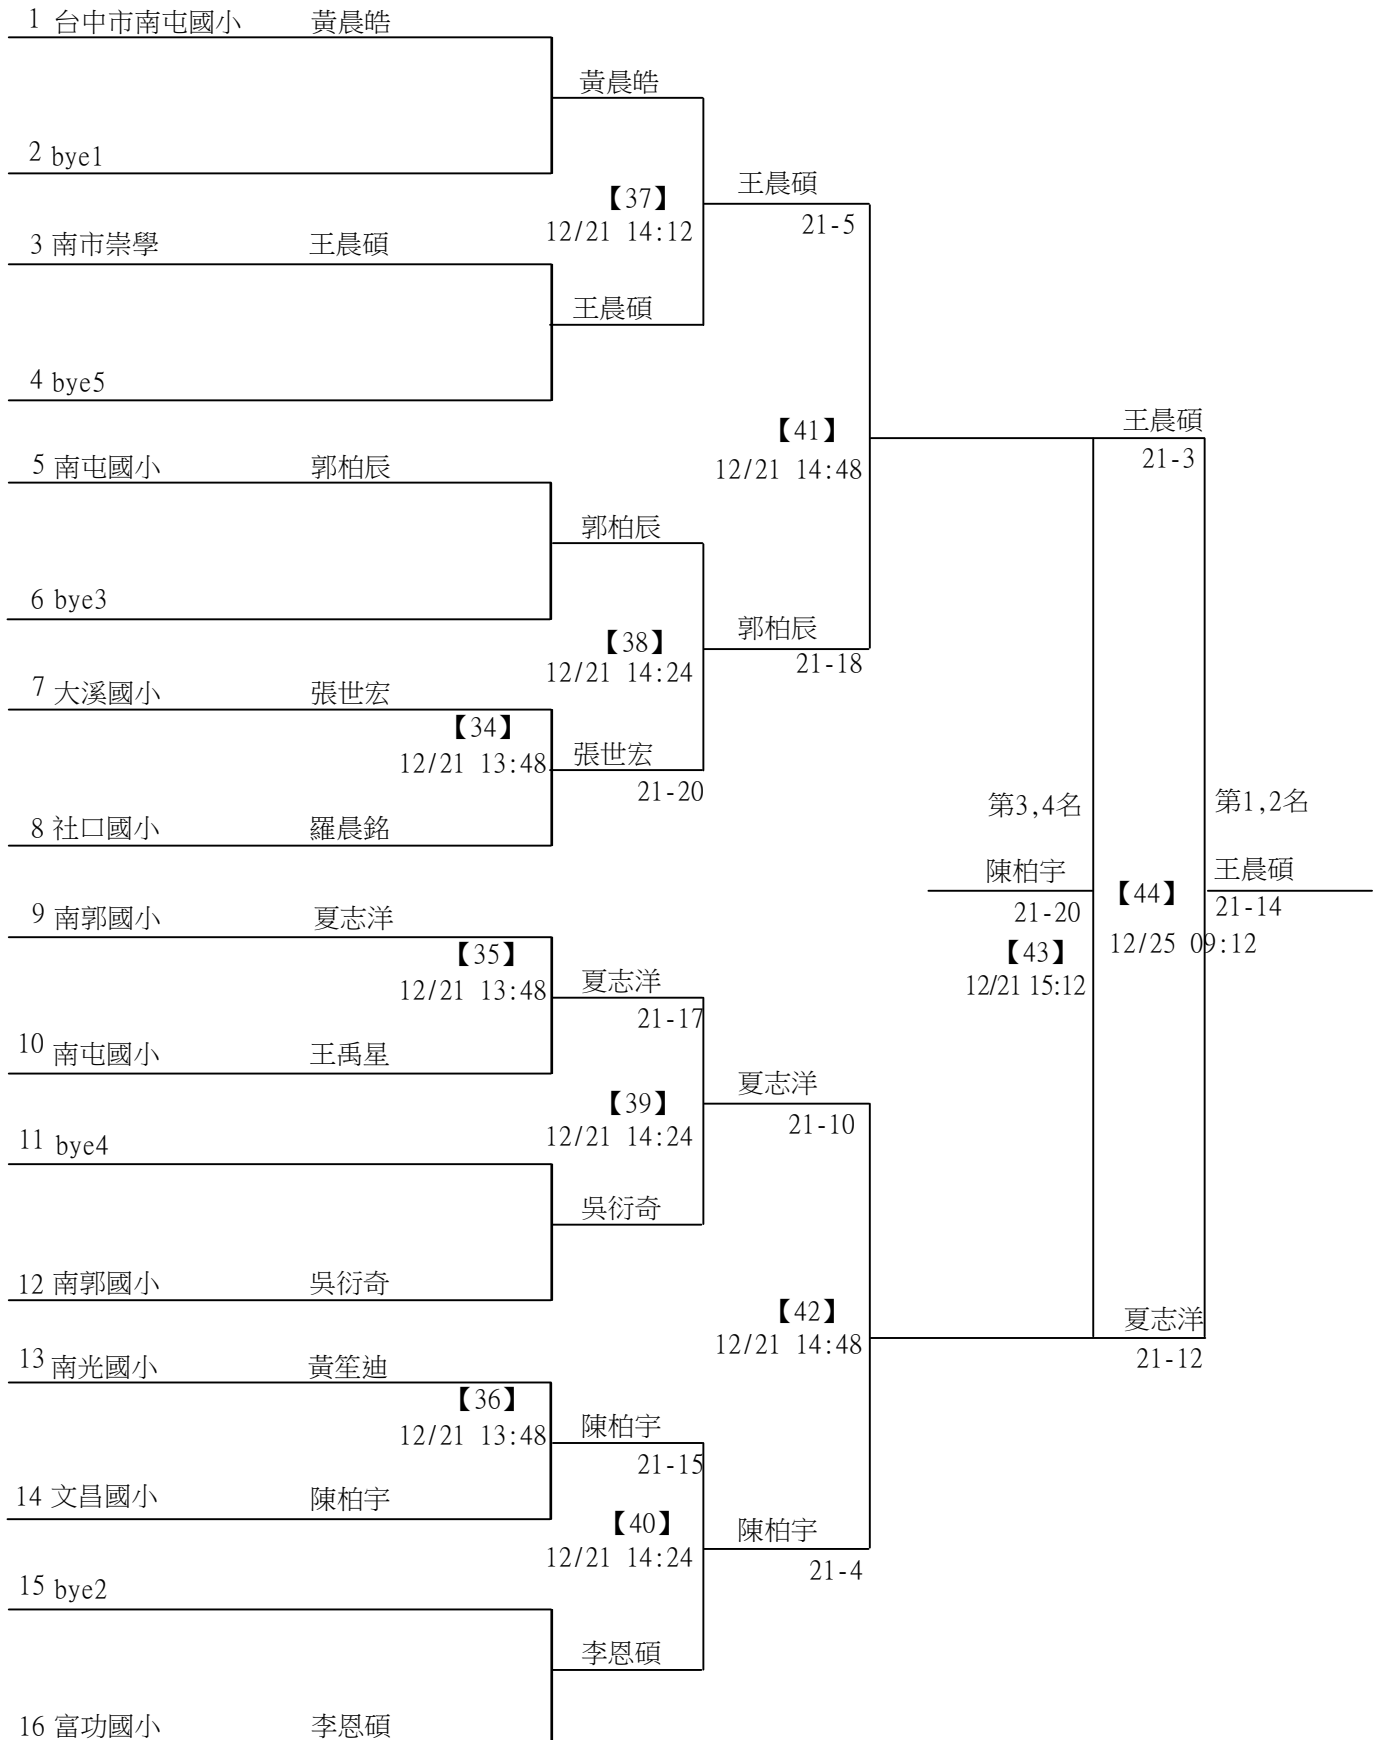 1 台中市南屯國小 黃晨皓
黃晨皓
2 bye1
【37】
12/21 14:12
王晨碩
21-5
3 南市崇學 王晨碩
王晨碩
4 bye5
【41】
12/21 14:48
王晨碩
21-3
5 南屯國小 郭柏辰
郭柏辰
6 bye3
【38】
12/21 14:24
郭柏辰
21-18
7 大溪國小 張世宏
【34】
12/21 13:48
張世宏
21-20
8 社口國小 羅晨銘
第3,4名
第1,2名
陳柏宇
21-20
【43】
12/21 15:12
【44】
12/25 09:12
王晨碩
21-14
9 南郭國小 夏志洋
【35】
12/21 13:48
夏志洋
21-17
10 南屯國小 王禹星
【39】
12/21 14:24
夏志洋
21-10
11 bye4
吳衍奇
12 南郭國小 吳衍奇
【42】
12/21 14:48
夏志洋
21-12
13 南光國小 黃笙迪
【36】
12/21 13:48
陳柏宇
21-15
14 文昌國小 陳柏宇
【40】
12/21 14:24
陳柏宇
21-4
15 bye2
李恩碩
16 富功國小 李恩碩